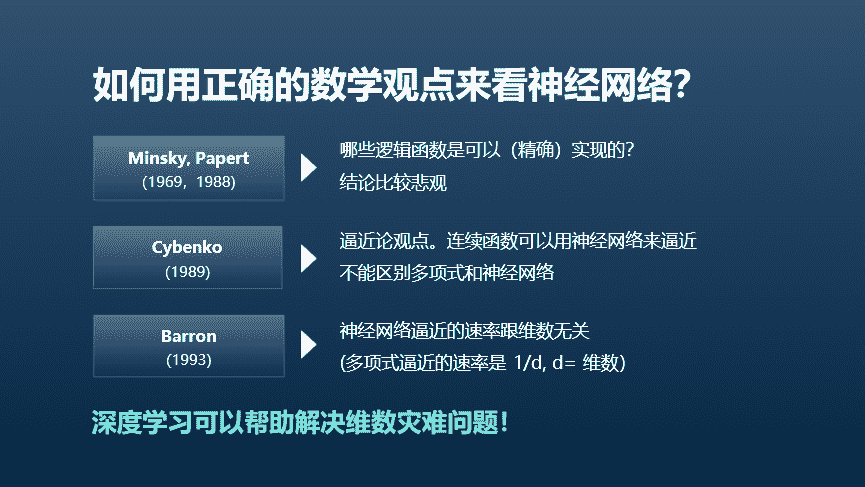 如何用正确的数学观点来看神经网络？
Minsky, Papert
(1969，1988)
哪些逻辑函数是可以（精确）实现的？
结论比较悲观
Cybenko
(1989)
逼近论观点。连续函数可以用神经网络来逼近
不能区别多项式和神经网络
Barron
(1993)
神经网络逼近的速率跟维数无关
(多项式逼近的速率是 1/d, d= 维数)
深度学习可以帮助解决维数灾难问题！